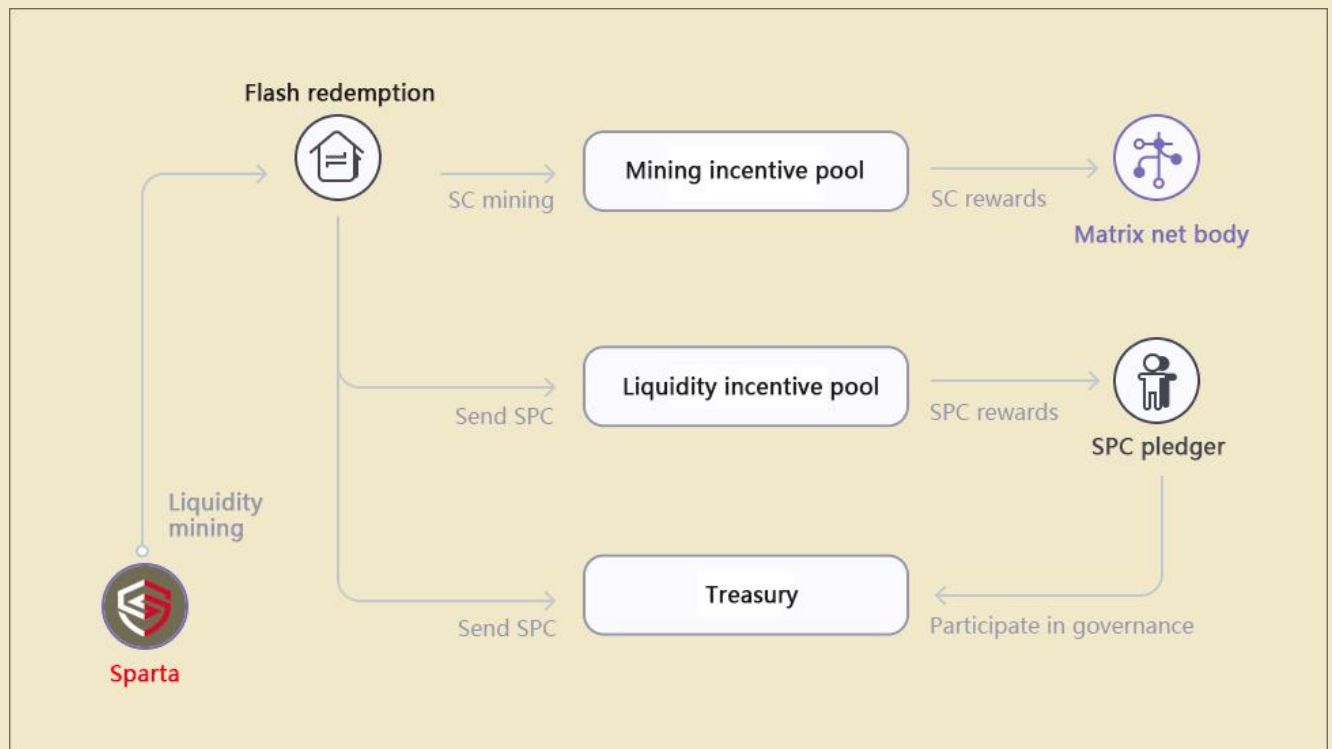 Flash redemption
Mining incentive pool
SC mining
SC rewards
Matrix net body
Liquidity incentive pool
Send SPC
SPC rewards
SPC pledger
Liquidity
mining
Treasury
Send SPC
Participate in governance
Sparta